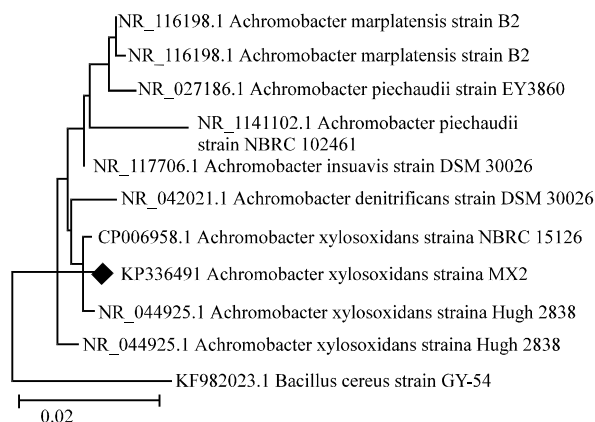 NR_116198.1 Achromobacter marplatensis strain B2
NR_116198.1 Achromobacter marplatensis strain B2
NR_027186.1 Achromobacter piechaudii strain EY3860
NR_1141102.1 Achromobacter piechaudii
strain NBRC 102461
NR_117706.1 Achromobacter insuavis strain DSM 30026
NR_042021.1 Achromobacter denitrificans strain DSM 30026
CP006958.1 Achromobacter xylosoxidans straina NBRC 15126
KP336491 Achromobacter xylosoxidans straina MX2
NR_044925.1 Achromobacter xylosoxidans straina Hugh 2838
NR_044925.1 Achromobacter xylosoxidans straina Hugh 2838
KF982023.1 Bacillus cereus strain GY-54
0.02